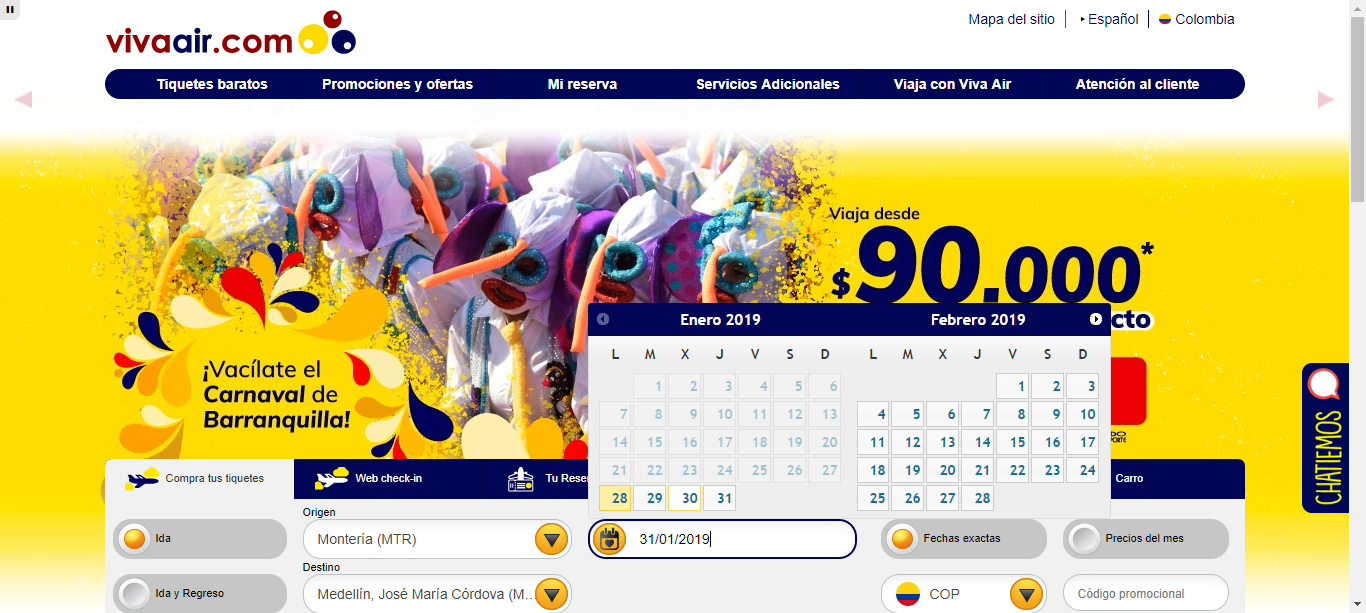 vivaair.com
Mapa del sitio
Español
Colombia
Tiquetes baratos
Promociones y ofertas
Mi reserva
Servicios Adicionales
Viaja con Viva Air
Atención al cliente
Viaja desde
$90.000*
¡Vacílate el
Carnaval de
Barranquilla!
Enero 2019
Febrero 2019
L M X J V S D
L M X J V S D
1 2 3 4 5 6
1 2 3
7 8 9 10 11 12 13
4 5 6 7 8 9 10
14 15 16 17 18 19 20
11 12 13 14 15 16 17
21 22 23 24 25 26 27
18 19 20 21 22 23 24
28 29 30 31
25 26 27 28
CHATIEMOS
Compra tus tiquetes
Web check-in
Tu Rese
Carro
Ida
Origen
Montería (MTR)
31/01/2019
Fechas exactas
Precios del mes
Ida y Regreso
Destino
Medellín, José María Córdova (M...
COP
Código promocional